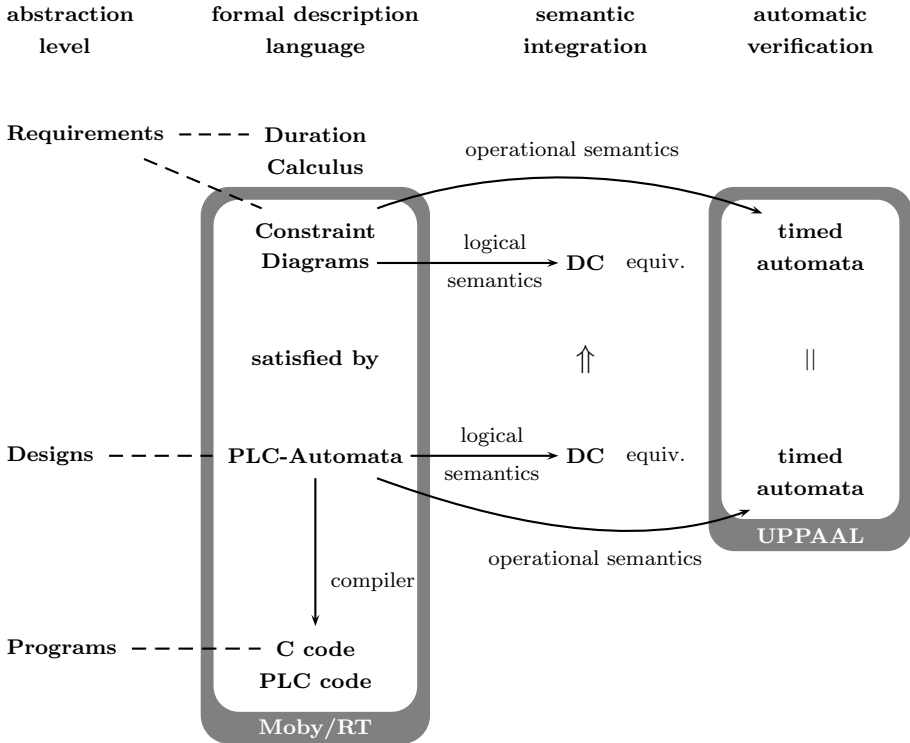 abstraction level
formal description language
semantic integration
automatic verification
Requirements
Duration
Calculus
operational semantics
Constraint
Diagrams
logical
semantics
DC
equiv.
timed
automata
satisfied by
⇑
||
Designs
PLC-Automata
logical
semantics
DC
equiv.
timed
automata
UPPAAL
operational semantics
compiler
Programs
C code
PLC code
Moby/RT